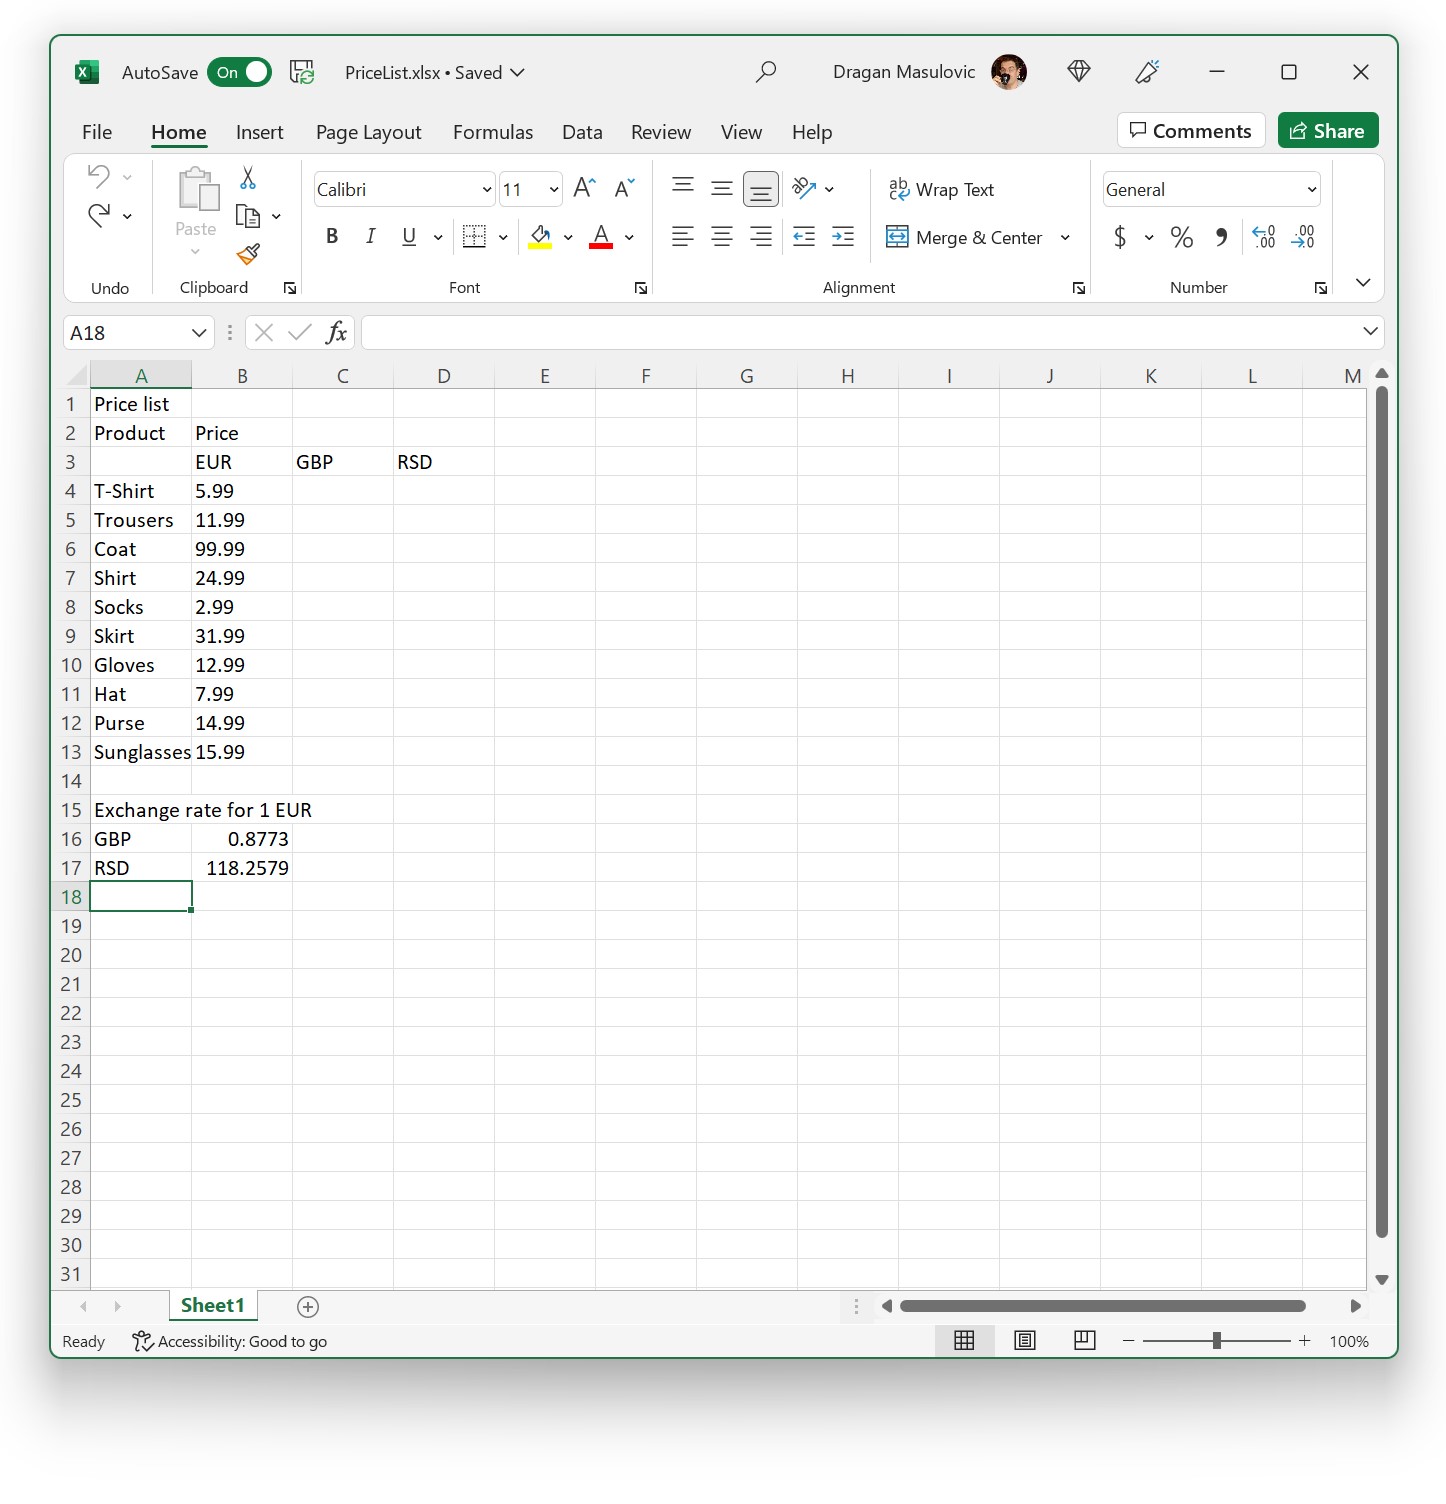 AutoSave On PriceList.xlsx • Saved Dragan Masulovic
File Home Insert Page Layout Formulas Data Review View Help Comments Share
Calibri 11 ab Wrap Text General
Paste B I U A Merge & Center $ % .00 .00
Undo Clipboard Font Alignment Number
A18 fx
A B C D E F G H I J K L M
1 Price list
2 Product Price
3 EUR GBP RSD
4 T-Shirt 5.99
5 Trousers 11.99
6 Coat 99.99
7 Shirt 24.99
8 Socks 2.99
9 Skirt 31.99
10 Gloves 12.99
11 Hat 7.99
12 Purse 14.99
13 Sunglasses 15.99
14
15 Exchange rate for 1 EUR
16 GBP 0.8773
17 RSD 118.2579
18
19
20
21
22
23
24
25
26
27
28
29
30
31
Sheet1
Ready Accessibility: Good to go 100%